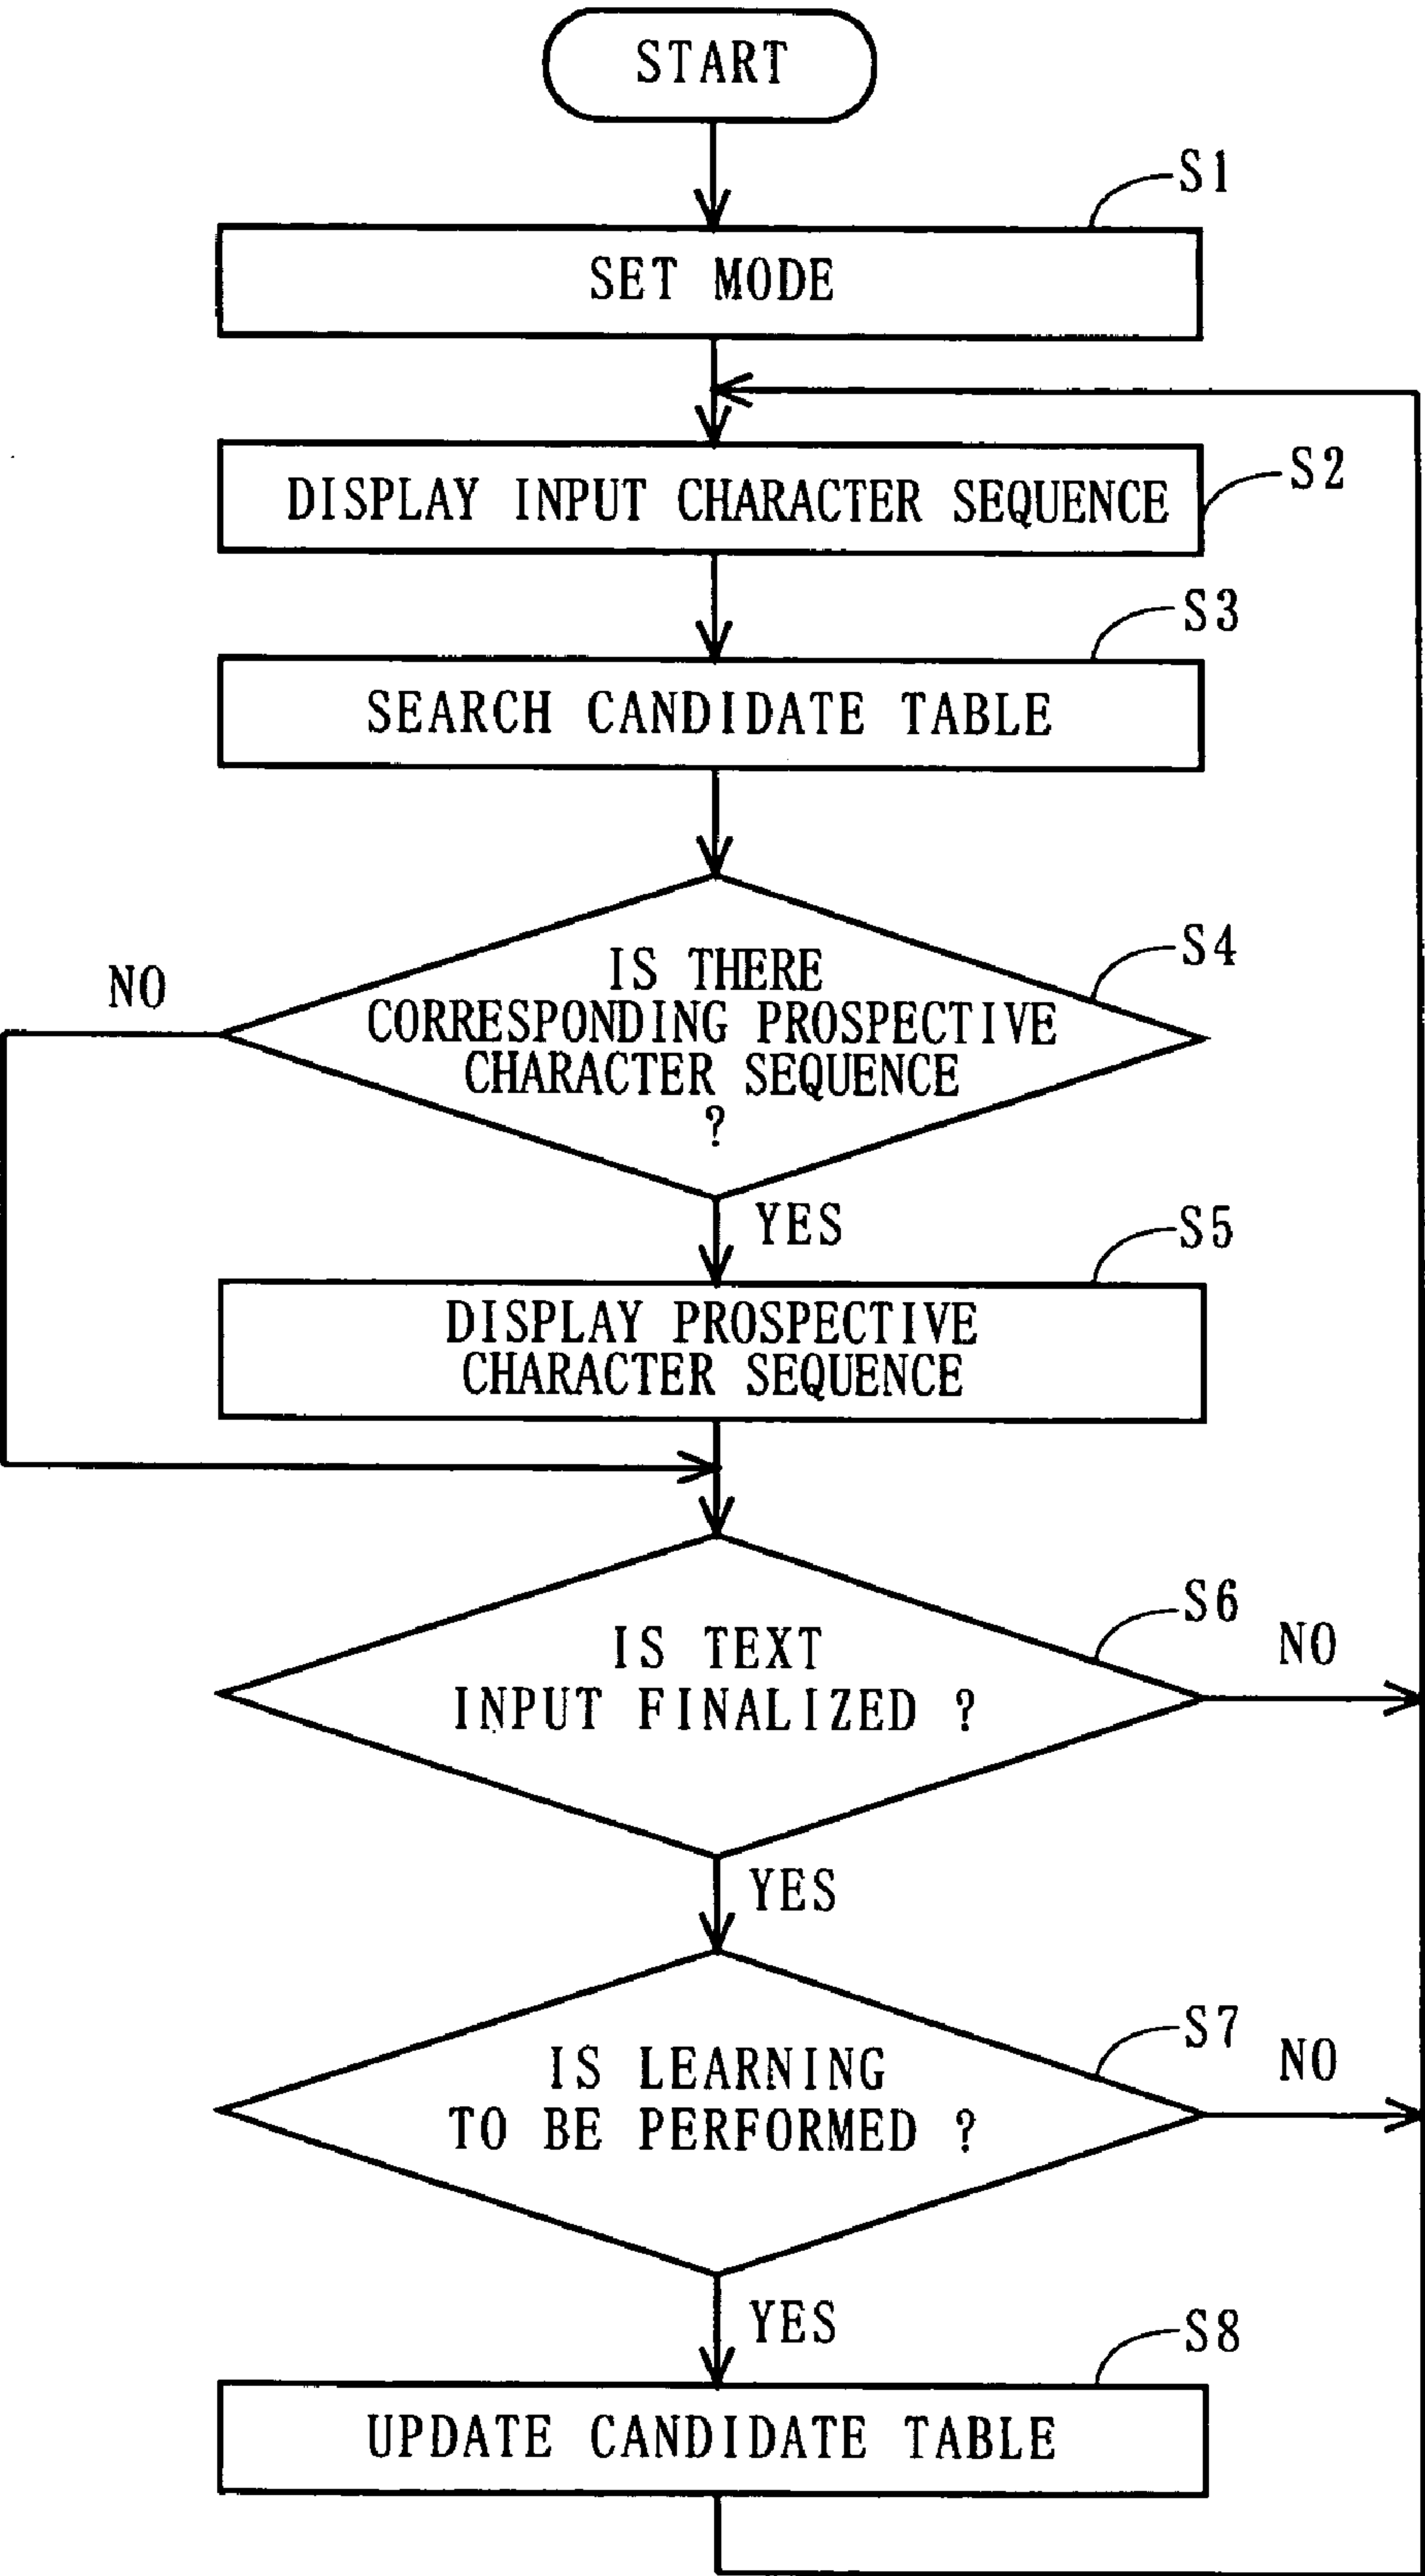 START
S1
SET MODE
S2
DISPLAY INPUT CHARACTER SEQUENCE
S3
SEARCH CANDIDATE TABLE
S4
NO
IS THERE
CORRESPONDING PROSPECTIVE
CHARACTER SEQUENCE
?
YES
S5
DISPLAY PROSPECTIVE
CHARACTER SEQUENCE
S6
NO
IS TEXT
INPUT FINALIZED ?
YES
S7
NO
IS LEARNING
TO BE PERFORMED ?
YES
S8
UPDATE CANDIDATE TABLE